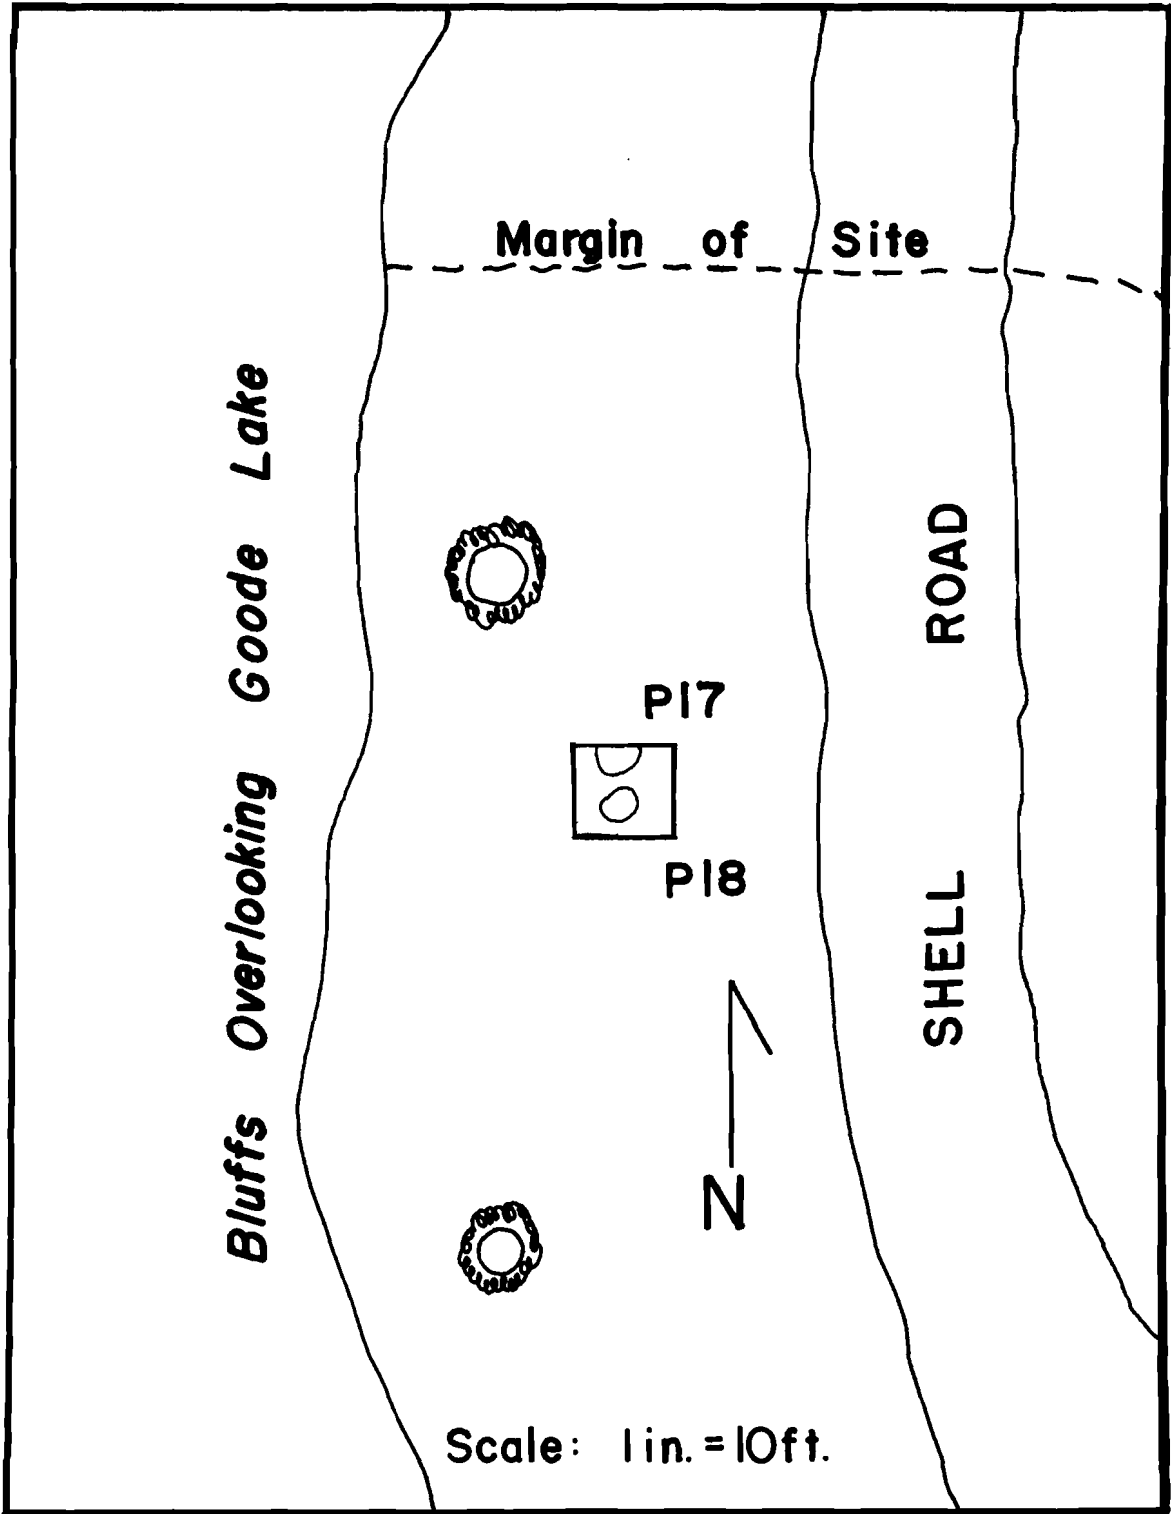 Margin of Site
Bluffs Overlooking Goode Lake
SHELL ROAD
P17
P18
N
Scale: 1 in. = 10 ft.